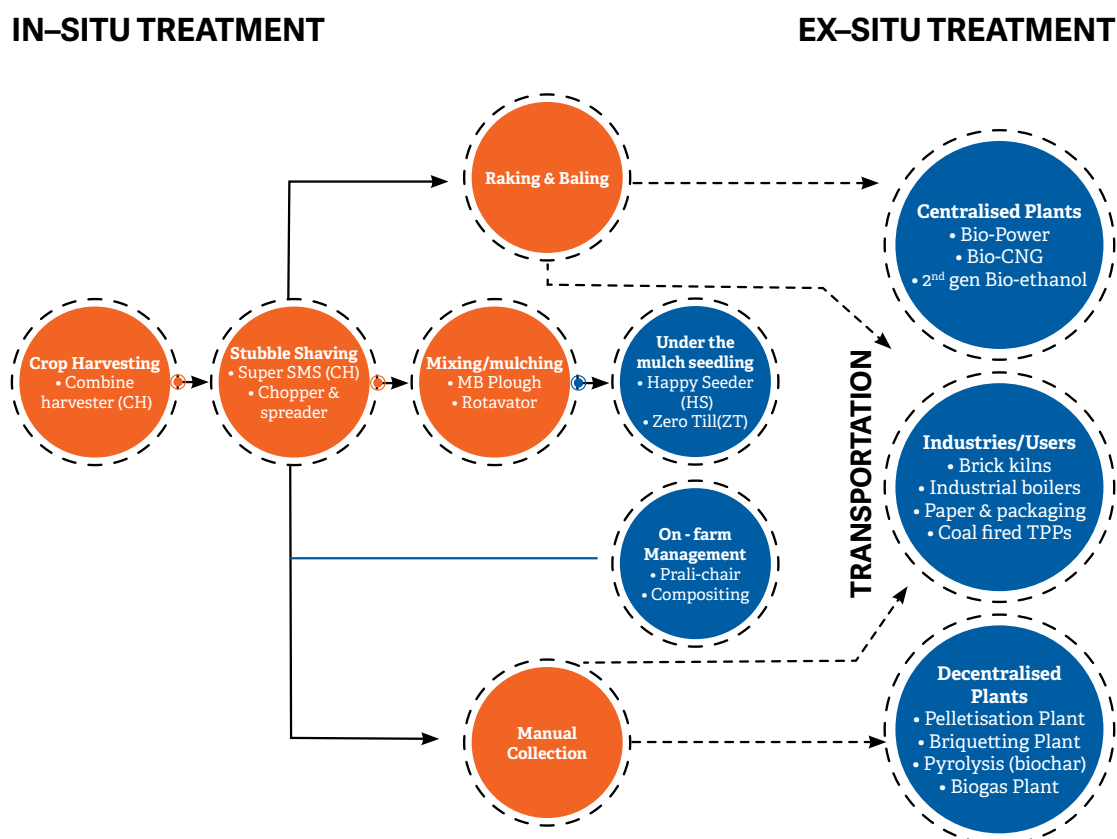 IN–SITU TREATMENT
EX–SITU TREATMENT
Raking & Baling
Centralised Plants
• Bio-Power
• Bio-CNG
• 2nd gen Bio-ethanol
Crop Harvesting
• Combine
harvester (CH)
Stubble Shaving
• Super SMS (CH)
• Chopper &
spreader
Mixing/mulching
• MB Plough
• Rotavator
Under the
mulch seedling
• Happy Seeder
(HS)
• Zero Till(ZT)
TRANSPORTATION
Industries/Users
• Brick kilns
• Industrial boilers
• Paper & packaging
• Coal fired TPPs
On - farm
Management
• Prali-chair
• Compositing
Manual
Collection
Decentralised
Plants
• Pelletisation Plant
• Briquetting Plant
• Pyrolysis (biochar)
• Biogas Plant